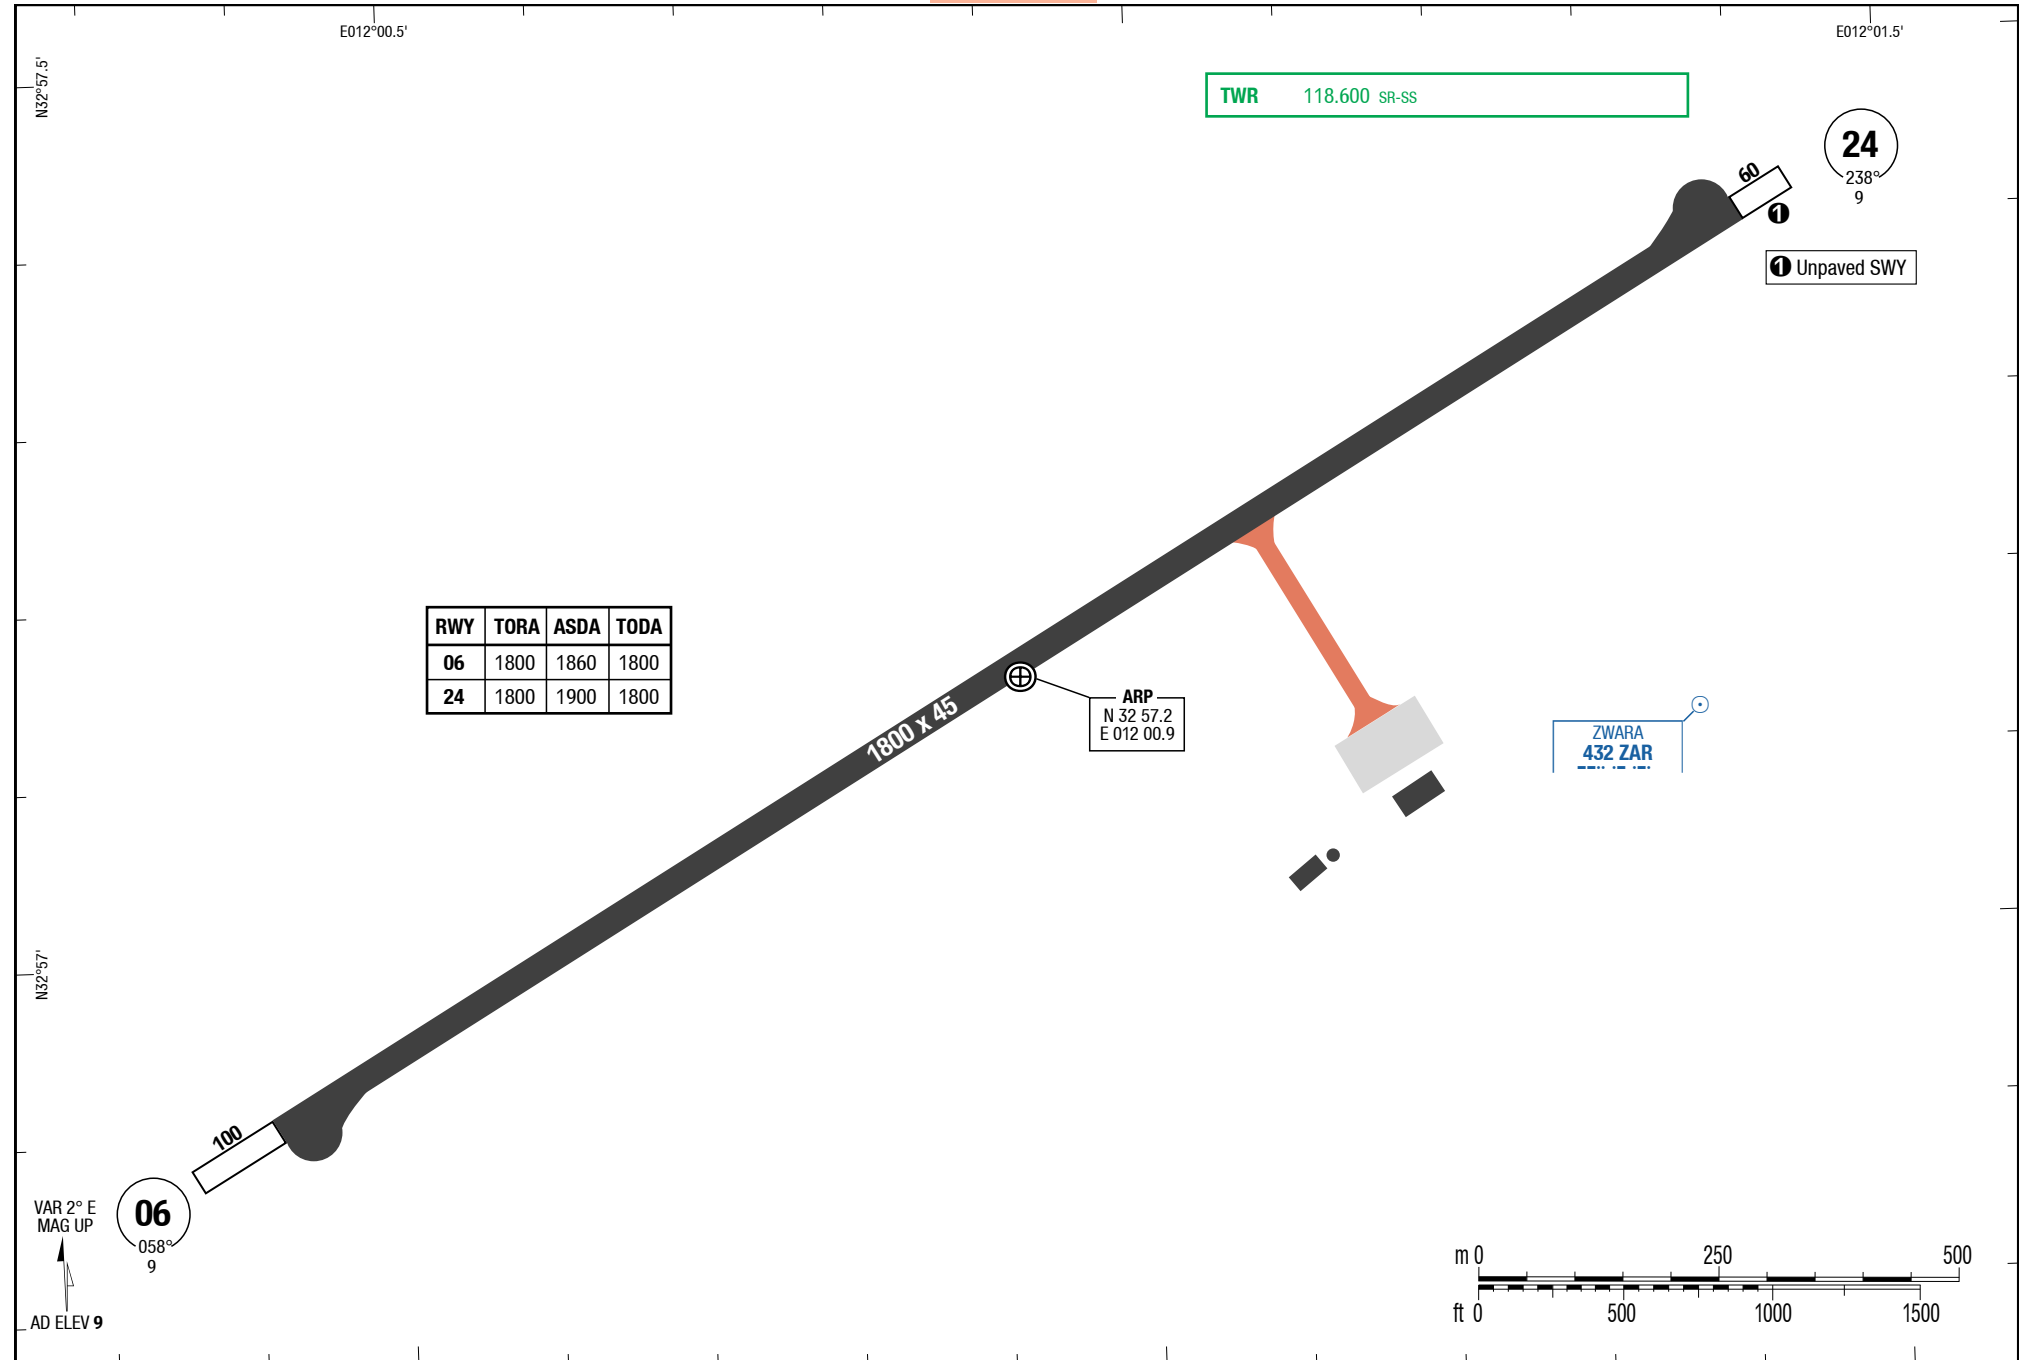 E012°00.5'
E012°01.5'
N32°57.5'
TWR 118.600 SR-SS
24
238°
9
60
1
1 Unpaved SWY
RWY TORA ASDA TODA
06 1800 1860 1800
24 1800 1900 1800
1800 x 45
ARP
N 32 57.2
E 012 00.9
ZWARA
432 ZAR
N32°57'
100
06
058°
9
VAR 2° E
MAG UP
AD ELEV 9
m 0 250 500
ft 0 500 1000 1500